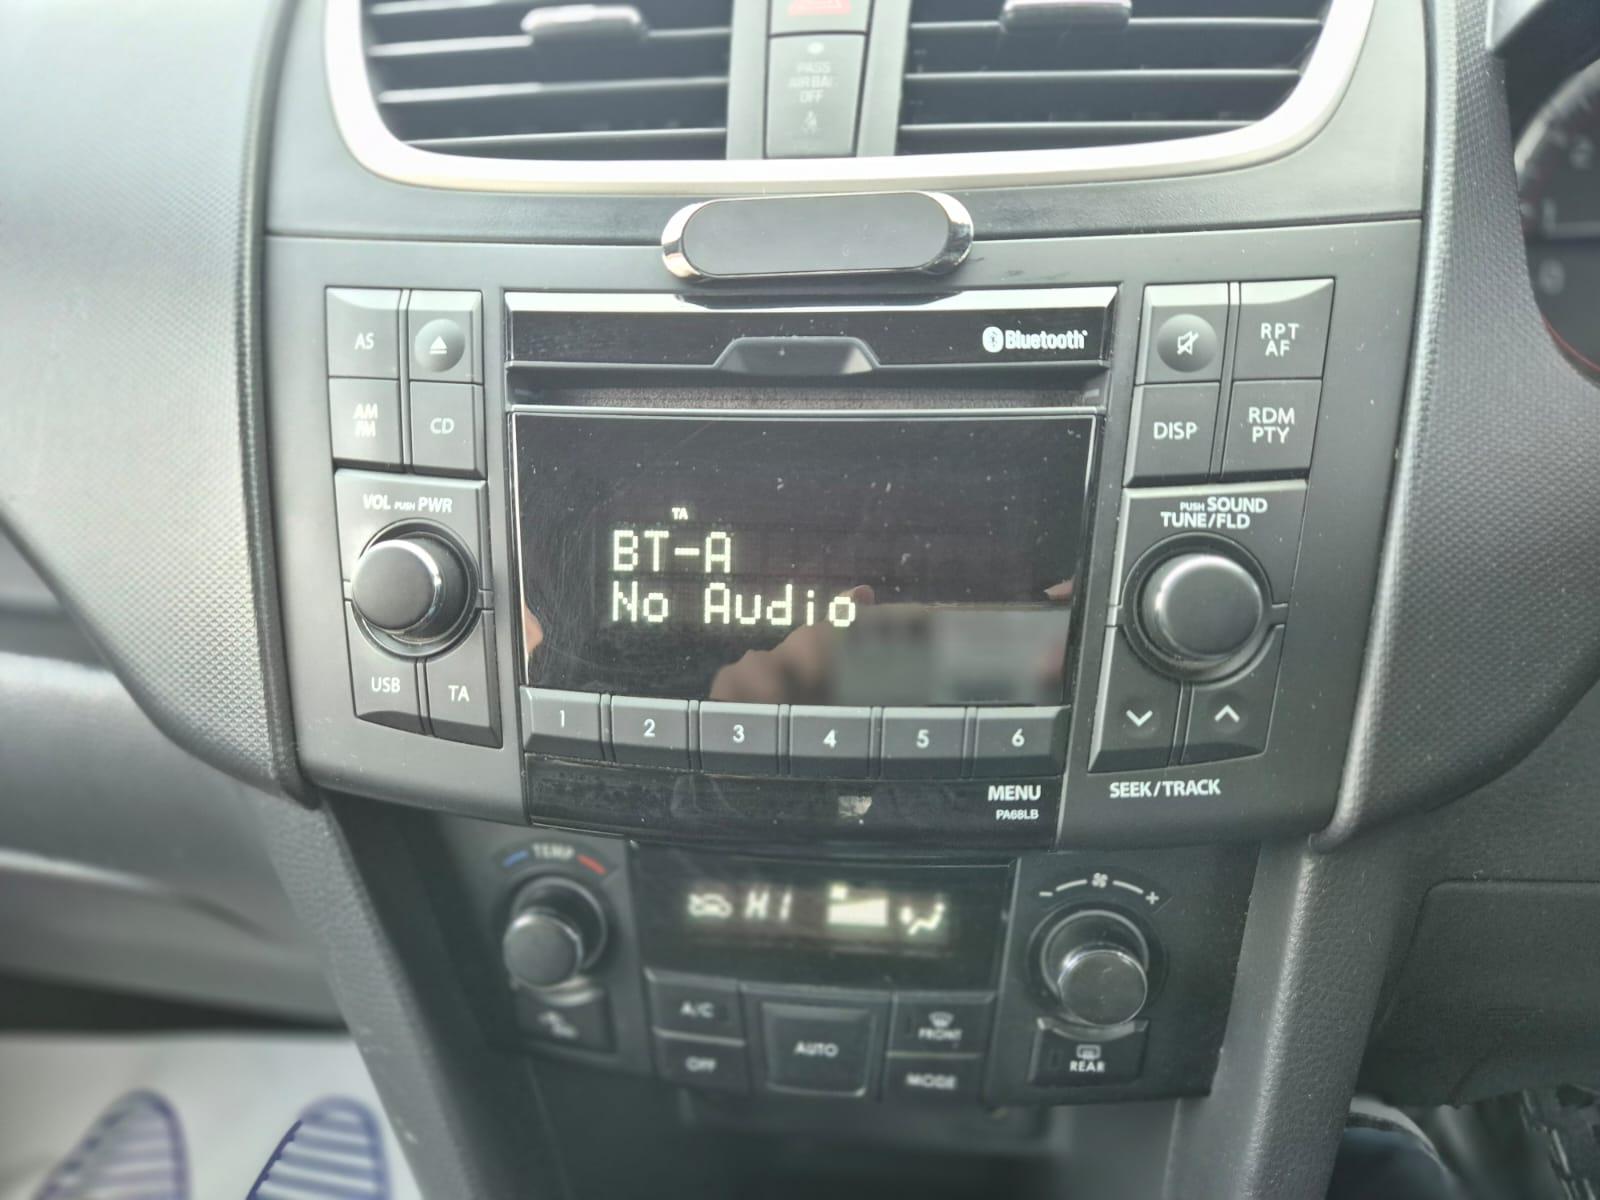 PASS
AIR BAG
OFF
Bluetooth
AS
AM
FM
CD
RPT
AF
DISP
RDM
PTY
VOL PUSH PWR
PUSH SOUND
TUNE/FLD
TA
BT-A
No Audio
USB
TA
1 2 3 4 5 6
MENU
PA68LB
SEEK/TRACK
TEMP
HI
- +
A/C
OFF
AUTO
FRONT
MODE
REAR